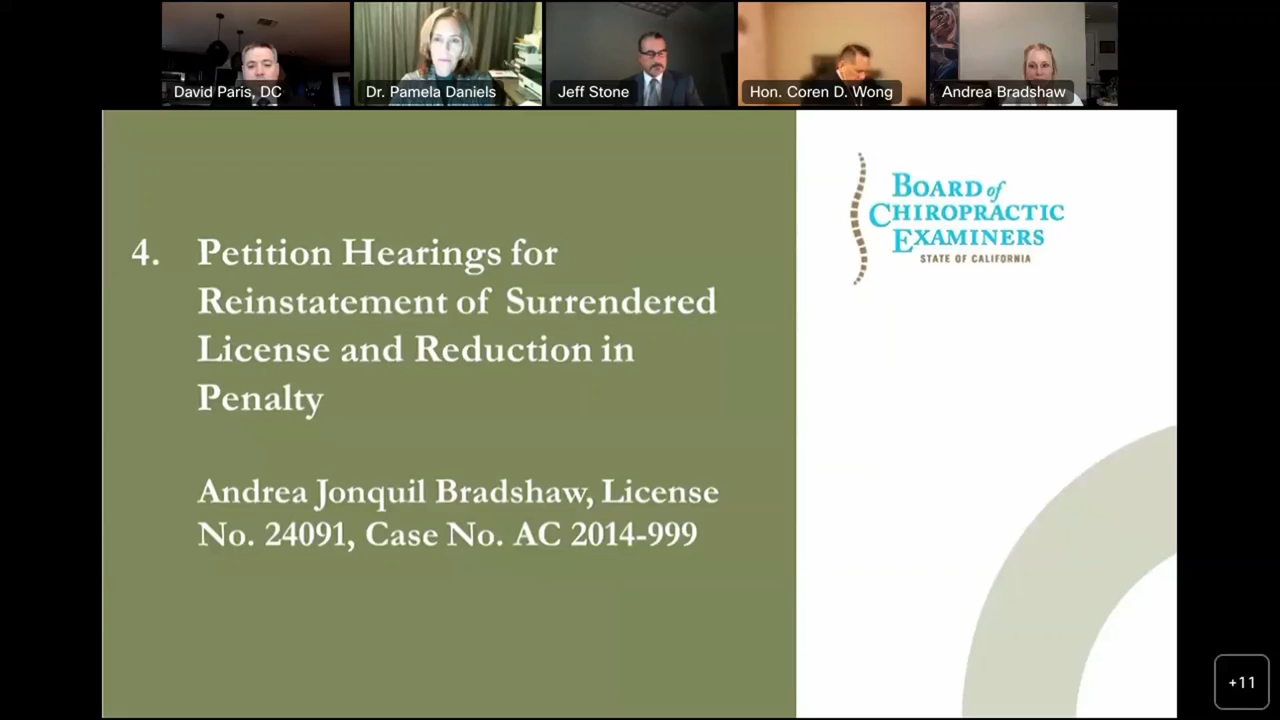 David Paris, DC
Dr. Pamela Daniels
Jeff Stone
Hon. Coren D. Wong
Andrea Bradshaw
4. Petition Hearings for
Reinstatement of Surrendered
License and Reduction in
Penalty
Andrea Jonquil Bradshaw, License
No. 24091, Case No. AC 2014-999
BOARD of
CHIROPRACTIC
EXAMINERS
STATE OF CALIFORNIA
+11